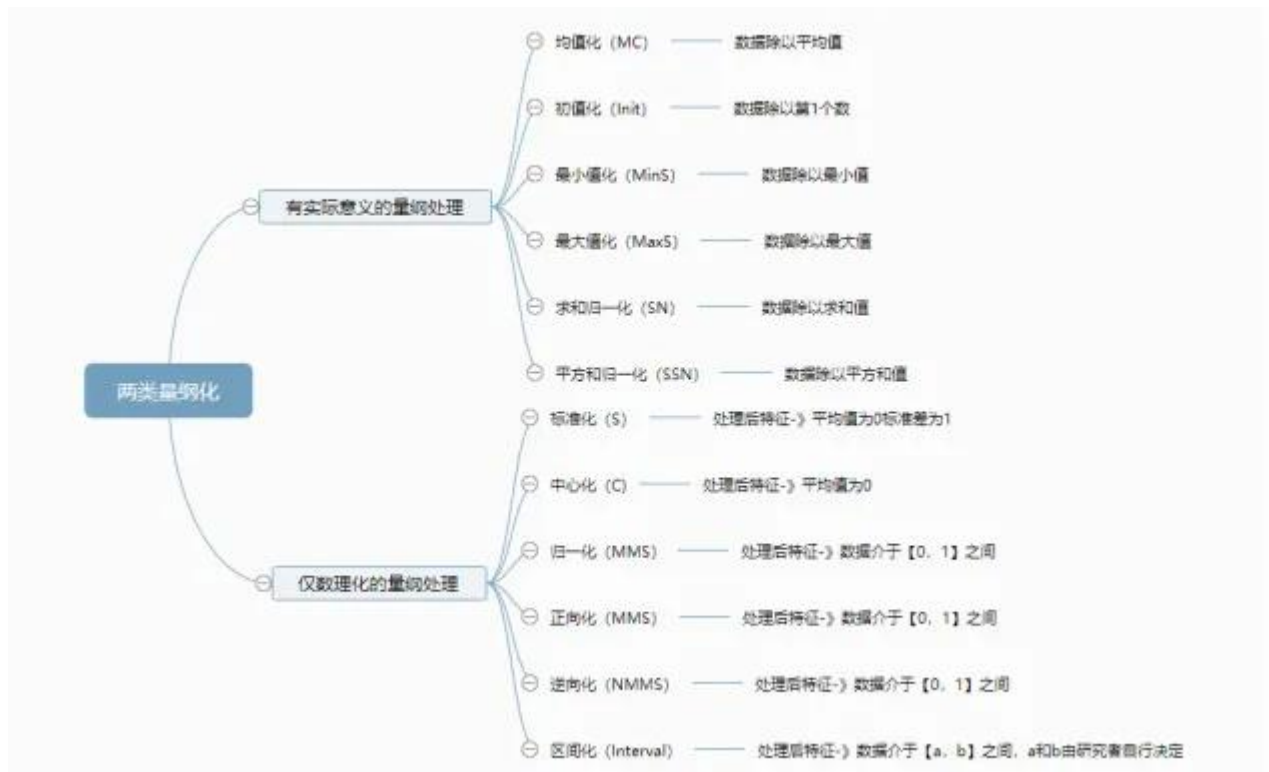 两类量纲化
有实际意义的量纲处理
均值化（MC） 数据除以平均值
初值化（Init） 数据除以第1个数
最小值化（MinS） 数据除以最小值
最大值化（MaxS） 数据除以最大值
求和归一化（SN） 数据除以求和值
平方和归一化（SSN） 数据除以平方和值
仅数理化的量纲处理
标准化（S） 处理后特征-》平均值为0标准差为1
中心化（C） 处理后特征-》平均值为0
归一化（MMS） 处理后特征-》数据介于【0，1】之间
正向化（MMS） 处理后特征-》数据介于【0，1】之间
逆向化（NMMS） 处理后特征-》数据介于【0，1】之间
区间化（Interval） 处理后特征-》数据介于【a，b】之间，a和b由研究者自行决定